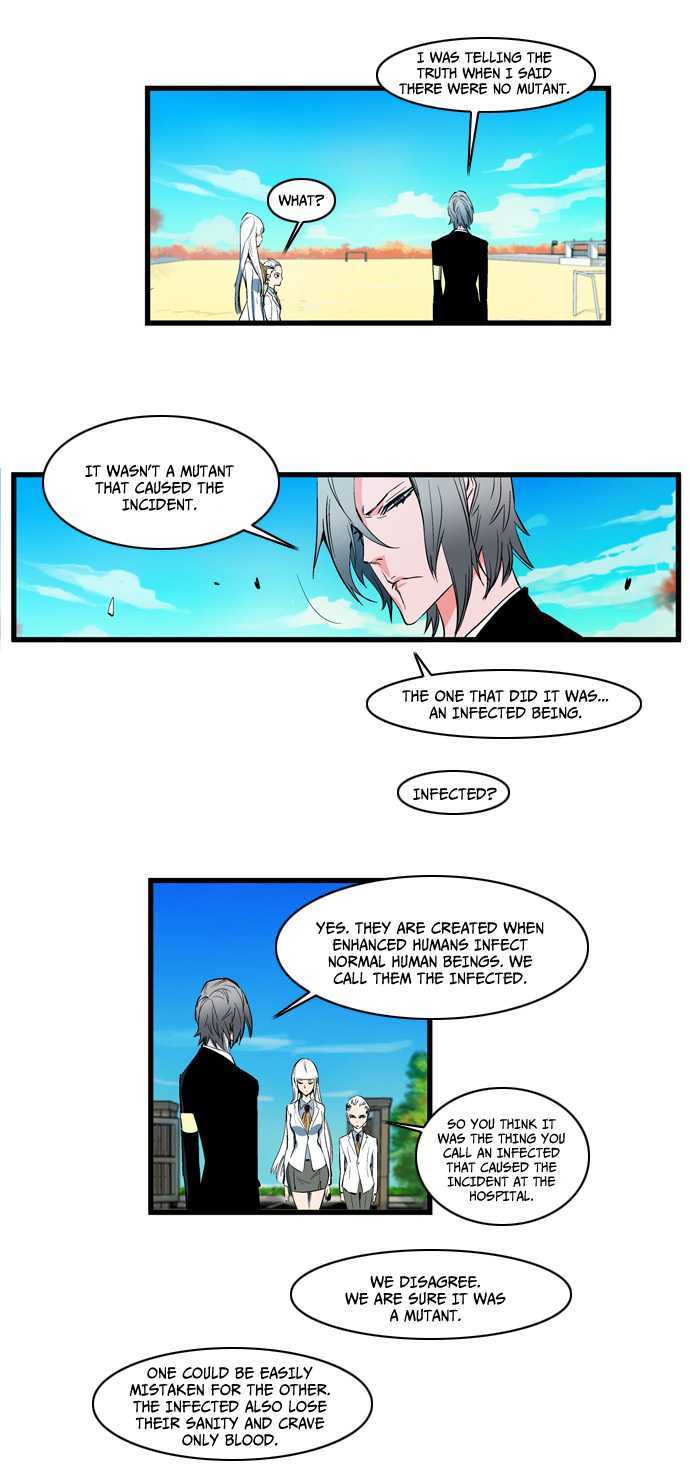 I WAS TELLING THE
TRUTH WHEN I SAID
THERE WERE NO MUTANT.
WHAT?
IT WASN'T A MUTANT
THAT CAUSED THE
INCIDENT.
THE ONE THAT DID IT WAS...
AN INFECTED BEING.
INFECTED?
YES. THEY ARE CREATED WHEN
ENHANCED HUMANS INFECT
NORMAL HUMAN BEINGS. WE
CALL THEM THE INFECTED.
SO YOU THINK IT
WAS THE THING YOU
CALL AN INFECTED
THAT CAUSED THE
INCIDENT AT THE
HOSPITAL.
WE DISAGREE.
WE ARE SURE IT WAS
A MUTANT.
ONE COULD BE EASILY
MISTAKEN FOR THE OTHER.
THE INFECTED ALSO LOSE
THEIR SANITY AND CRAVE
ONLY BLOOD.